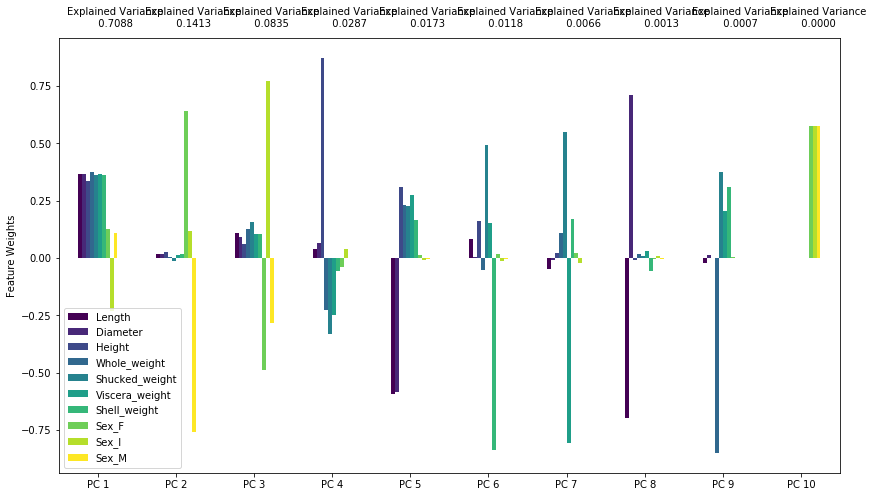 Explained Variance Explained Variance Explained Variance Explained Variance Explained Variance Explained Variance Explained Variance Explained Variance Explained Variance Explained Variance
0.7088 0.1413 0.0835 0.0287 0.0173 0.0118 0.0066 0.0013 0.0007 0.0000
0.75
0.50
0.25
0.00
-0.25
-0.50
-0.75
Feature Weights
Length
Diameter
Height
Whole_weight
Shucked_weight
Viscera_weight
Shell_weight
Sex_F
Sex_I
Sex_M
PC 1 PC 2 PC 3 PC 4 PC 5 PC 6 PC 7 PC 8 PC 9 PC 10